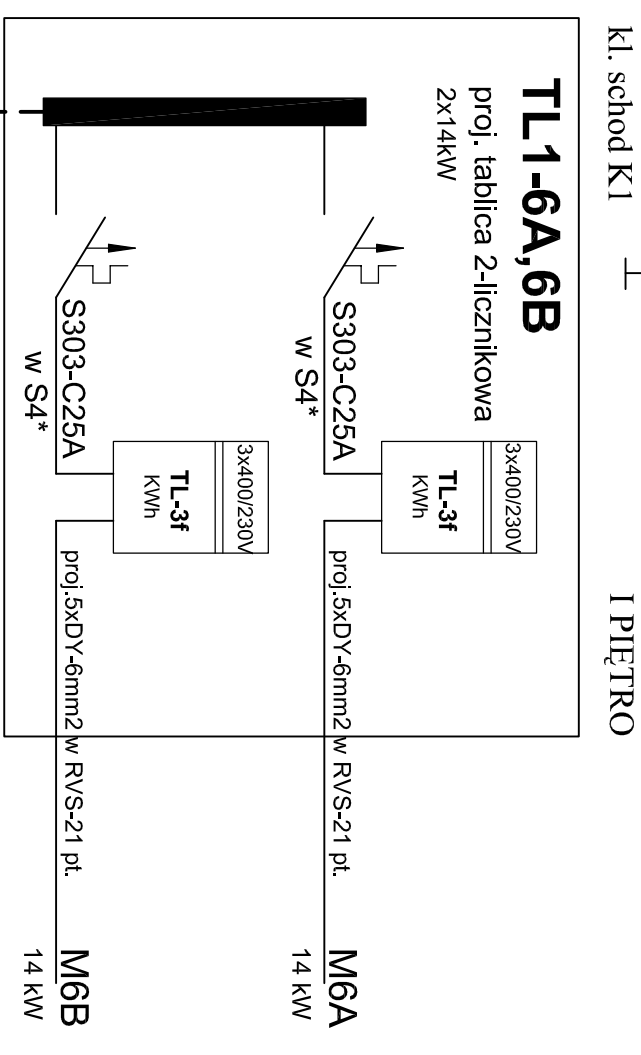 kl. schod K1
I PIĘTRO
TL1-6A,6B
proj. tablica 2-licznikowa
2x14kW
3x400/230V
TL-3f
KWh
S303-C25A
w S4*
proj.5xDY-6mm2 w RVS-21 pt.
M6A
14 kW
3x400/230V
TL-3f
KWh
S303-C25A
w S4*
proj.5xDY-6mm2 w RVS-21 pt.
M6B
14 kW